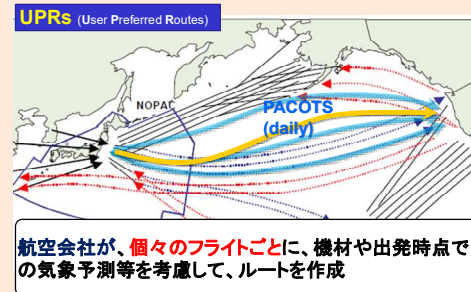 UPRs (User Preferred Routes)
NOPAC
PACOTS
(daily)
航空会社が、個々のフライトごとに、機材や出発時点で
の気象予測等を考慮して、ルートを作成